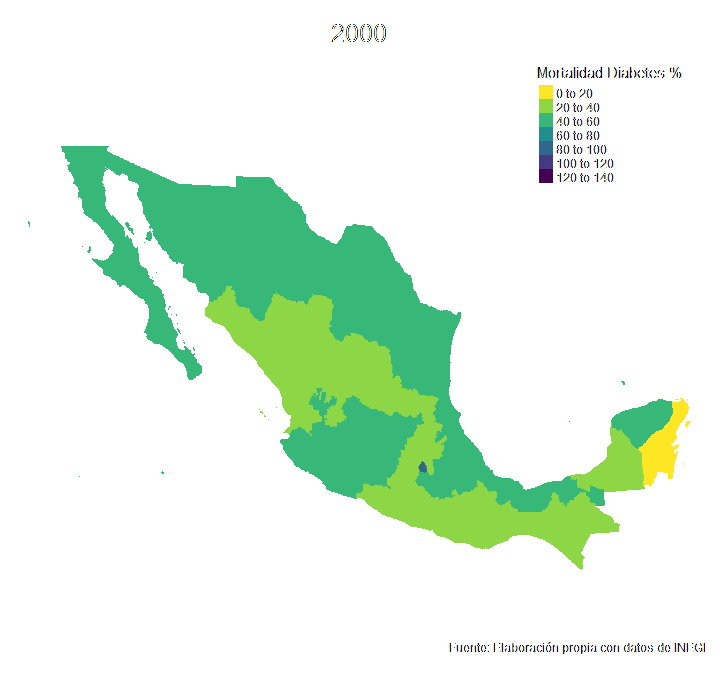 2000
Mortalidad Diabetes %
0 to 20
20 to 40
40 to 60
60 to 80
80 to 100
100 to 120
120 to 140
Fuente: Elaboración propia con datos de INEGI